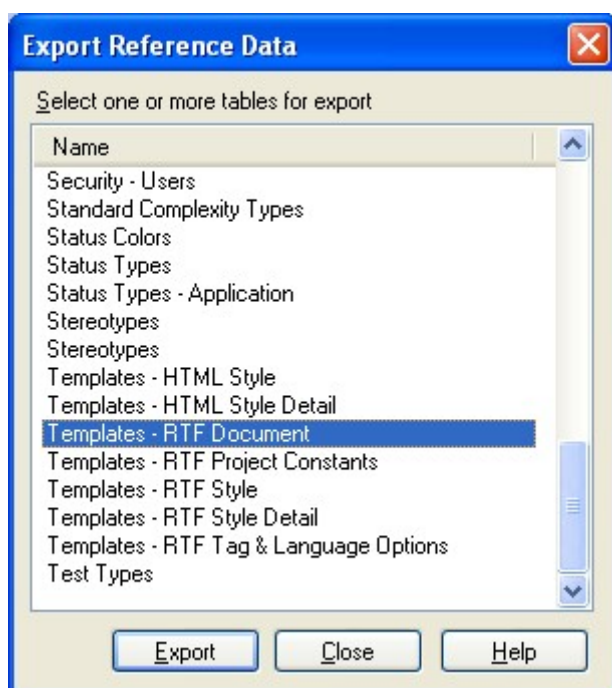 Export Reference Data
Select one or more tables for export
Name
Security - Users
Standard Complexity Types
Status Colors
Status Types
Status Types - Application
Stereotypes
Stereotypes
Templates - HTML Style
Templates - HTML Style Detail
Templates - RTF Document
Templates - RTF Project Constants
Templates - RTF Style
Templates - RTF Style Detail
Templates - RTF Tag & Language Options
Test Types
Export Close Help